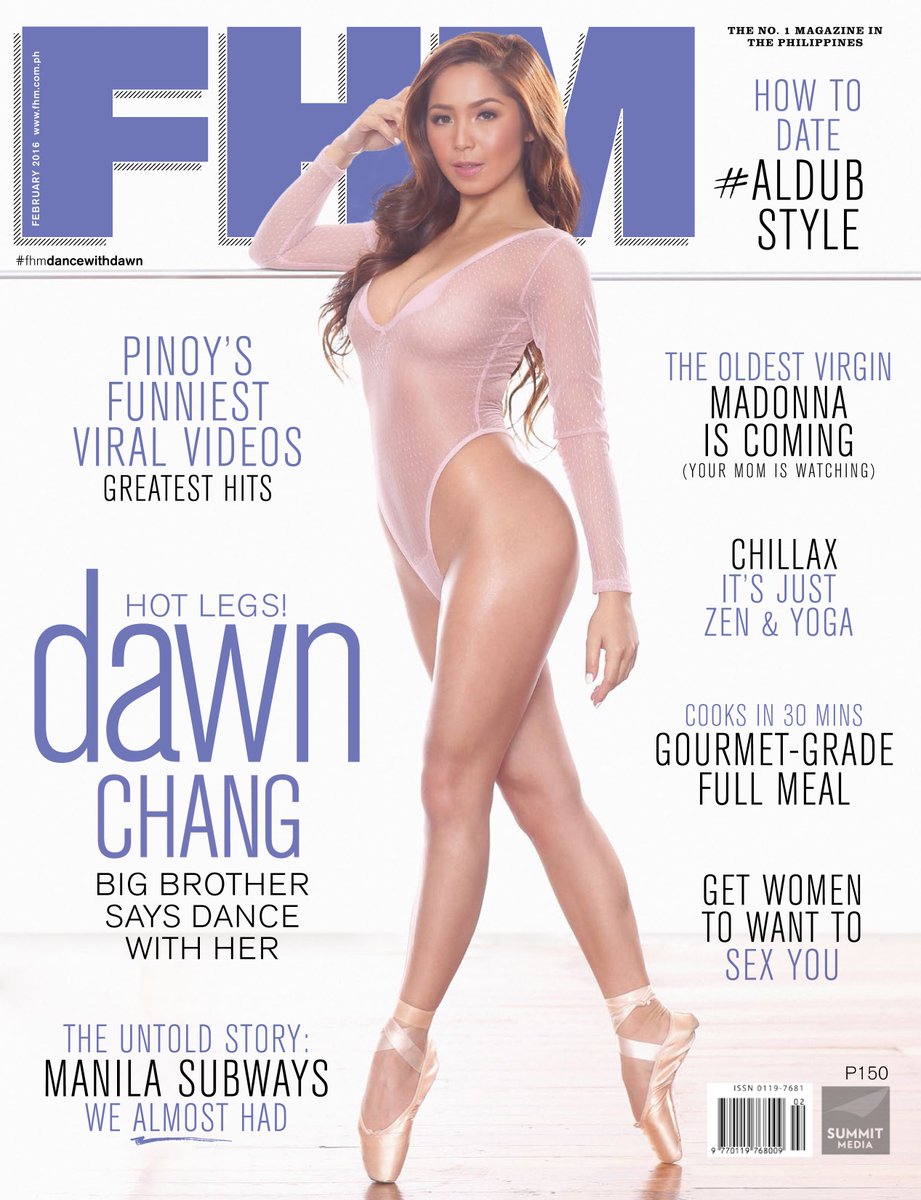 FHM
FEBRUARY 2016 www.fhm.com.ph
#fhmdancewithdawn
THE NO. 1 MAGAZINE IN
THE PHILIPPINES
HOW TO
DATE
#ALDUB
STYLE
PINOY'S
FUNNIEST
VIRAL VIDEOS
GREATEST HITS
THE OLDEST VIRGIN
MADONNA
IS COMING
(YOUR MOM IS WATCHING)
CHILLAX
IT'S JUST
ZEN & YOGA
HOT LEGS!
dawn
CHANG
BIG BROTHER
SAYS DANCE
WITH HER
COOKS IN 30 MINS
GOURMET-GRADE
FULL MEAL
GET WOMEN
TO WANT TO
SEX YOU
THE UNTOLD STORY:
MANILA SUBWAYS
WE ALMOST HAD
P150
ISSN 0119-7681
02
9 770119 768009
SUMMIT
MEDIA